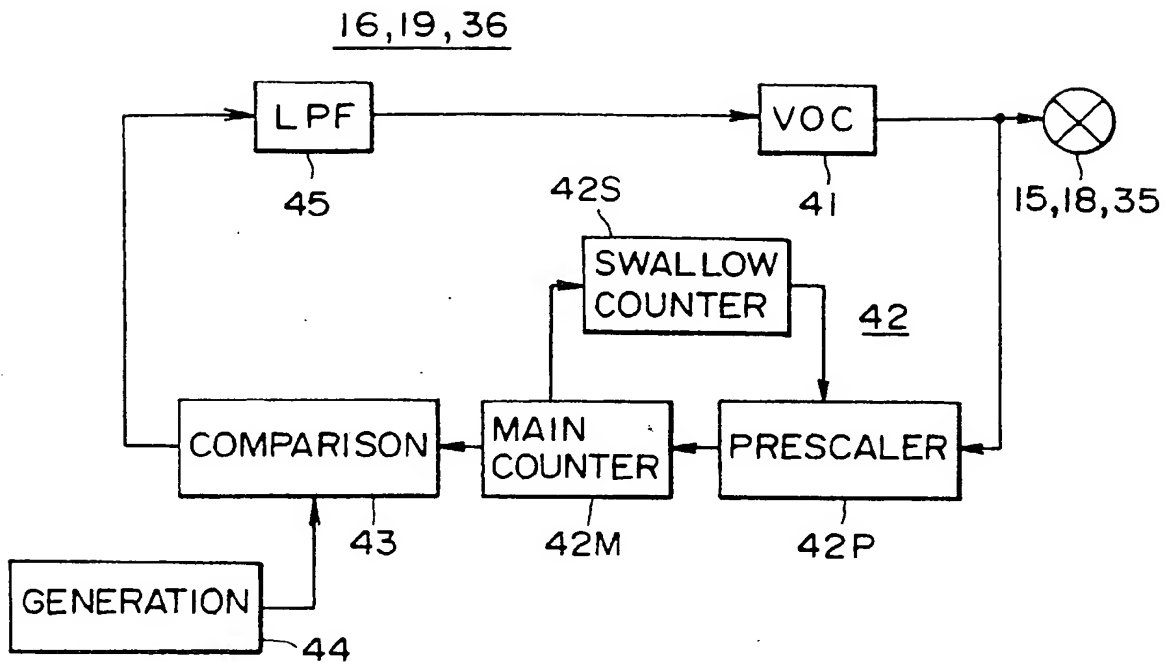 16,19,36
LPF
VOC
45
42S
41
15,18,35
SWALLOW
COUNTER
42
COMPARISON
MAIN
COUNTER
PRESCALER
43
42M
42P
GENERATION
44